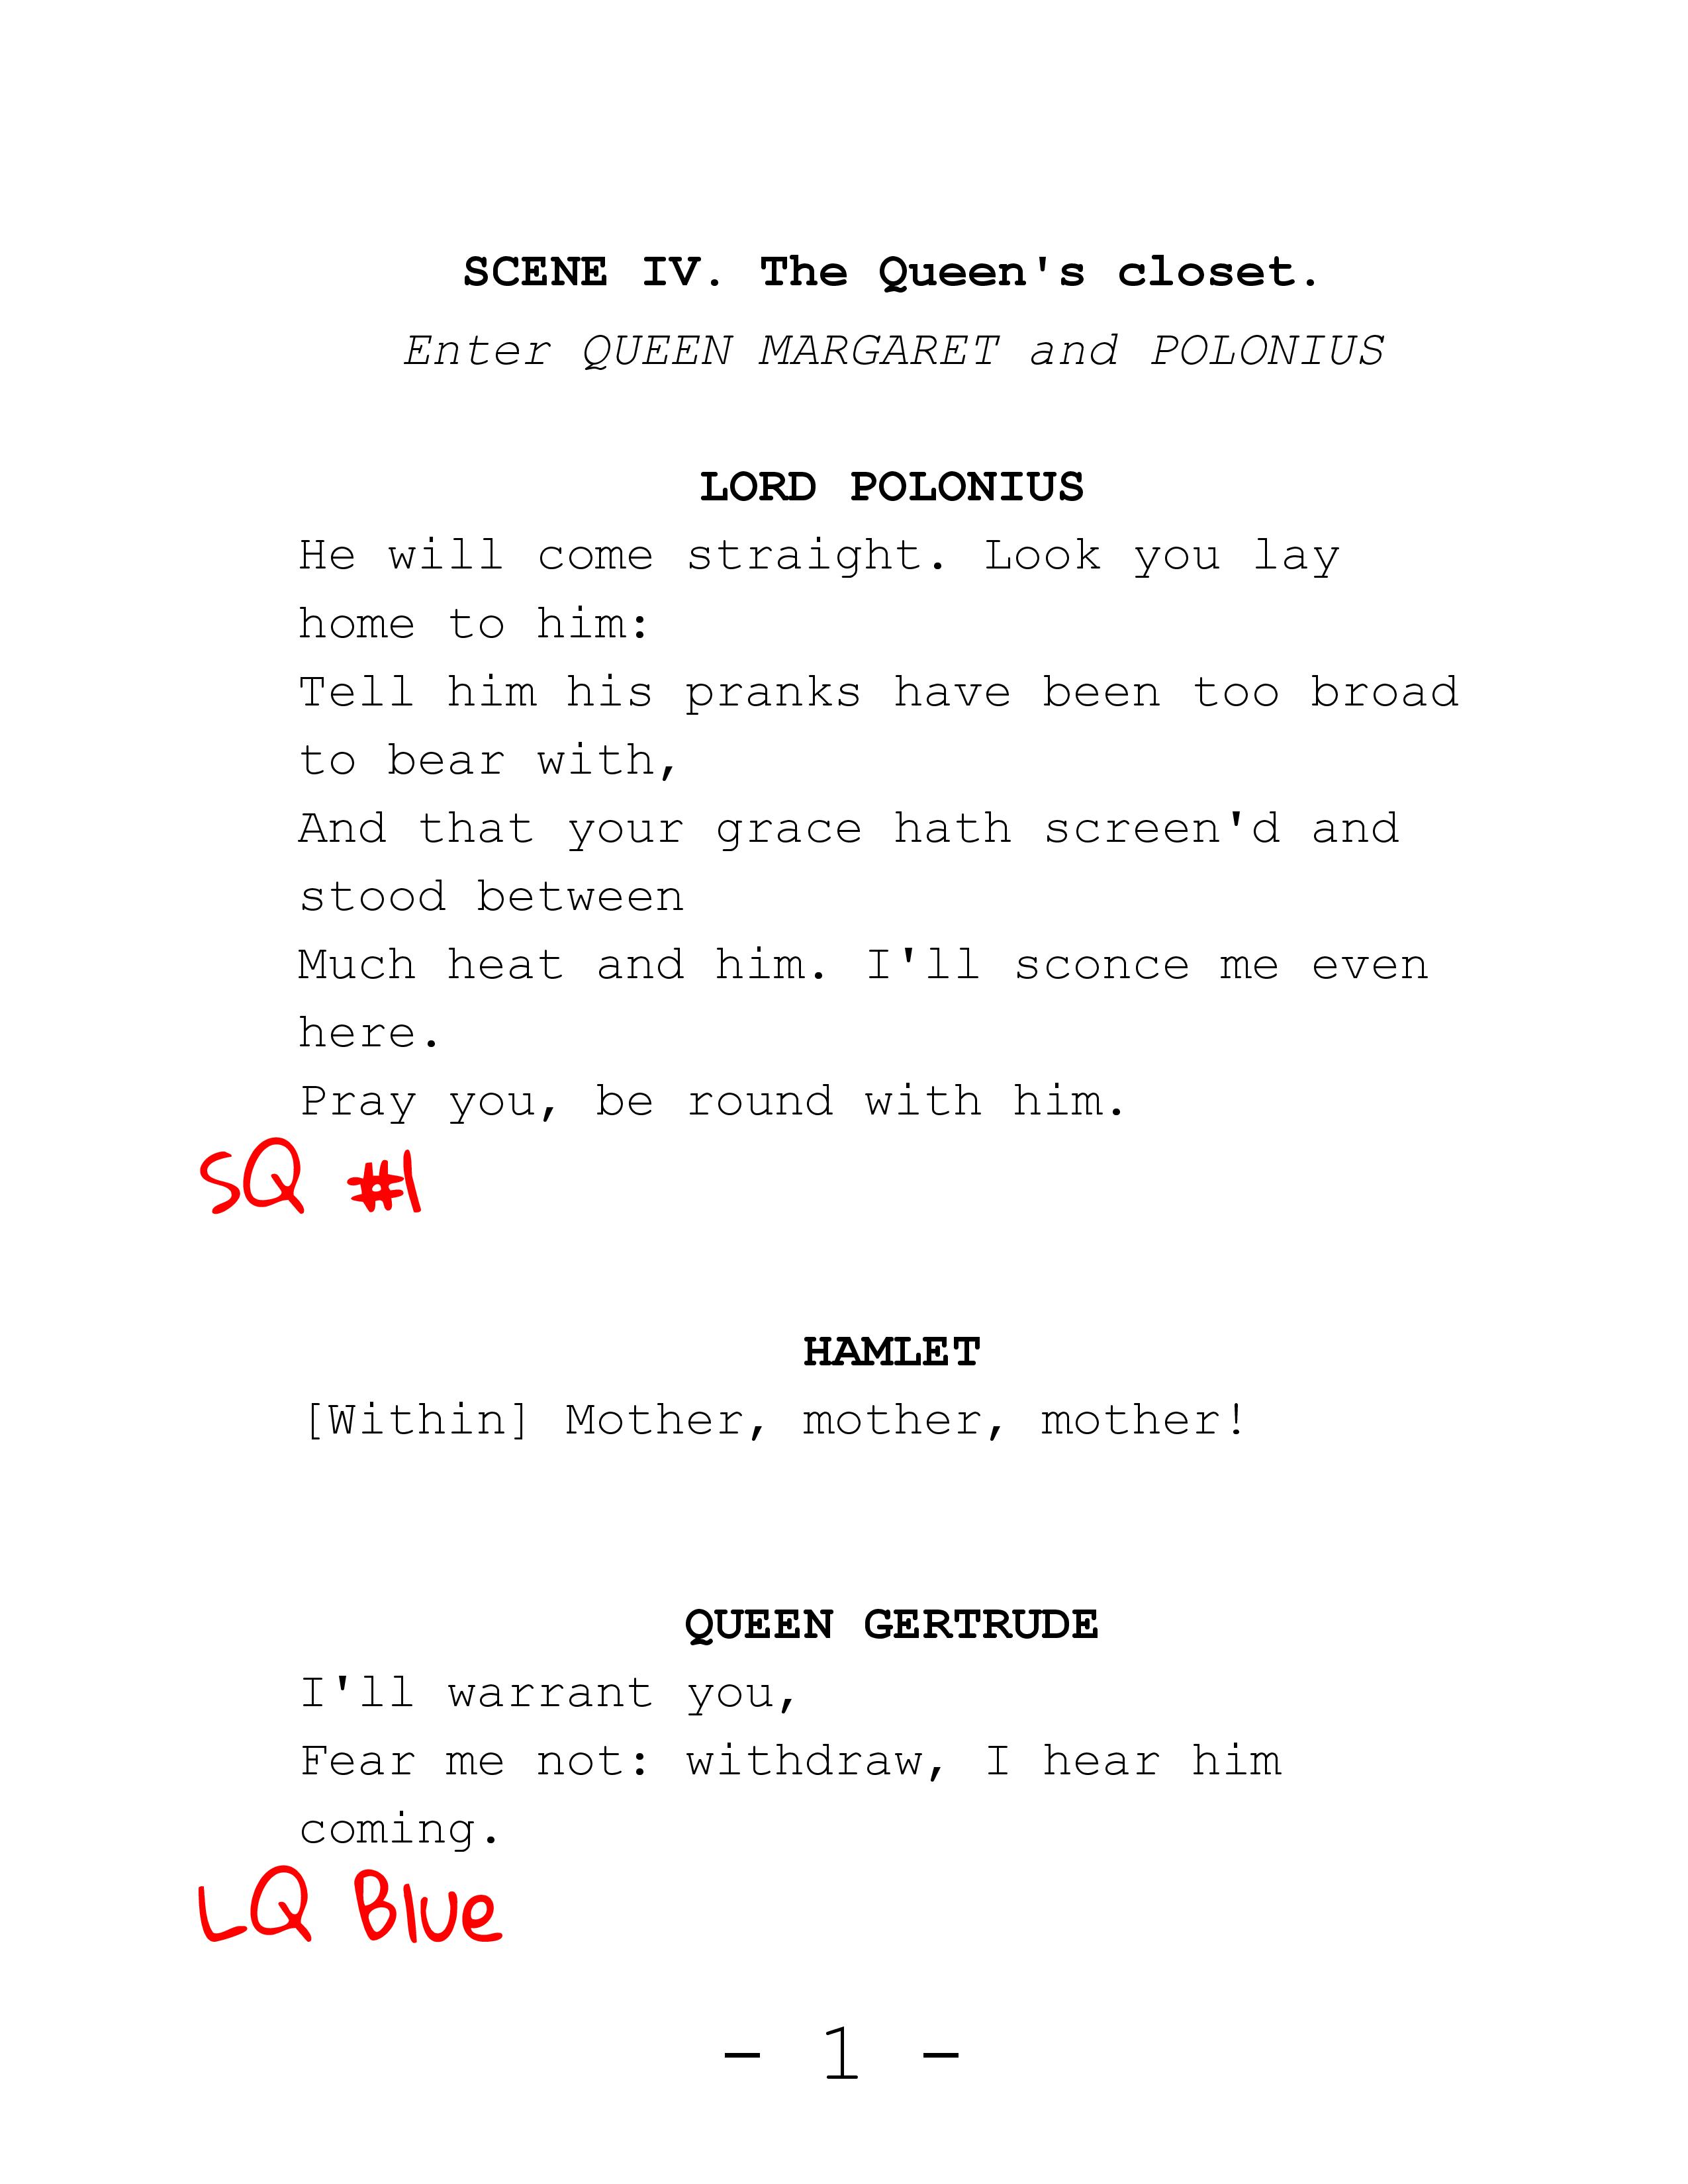 SCENE IV. The Queen's closet.
Enter QUEEN MARGARET and POLONIUS
LORD POLONIUS
He will come straight. Look you lay
home to him:
Tell him his pranks have been too broad
to bear with,
And that your grace hath screen'd and
stood between
Much heat and him. I'll sconce me even
here.
Pray you, be round with him.
SQ #1
HAMLET
[Within] Mother, mother, mother!
QUEEN GERTRUDE
I'll warrant you,
Fear me not: withdraw, I hear him
coming.
LQ Blue
- 1 -